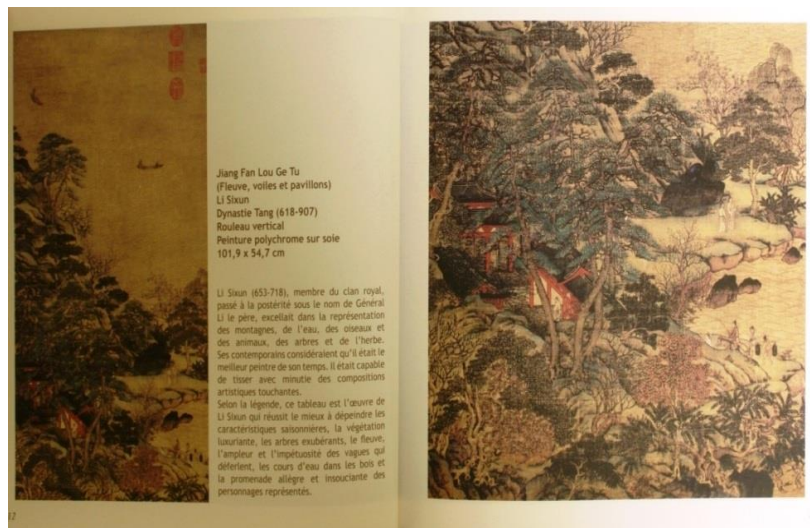 Jiang Fan Lou Ge Tu
(Fleuve, voiles et pavillons)
Li Sixun
Dynastie Tang (618-907)
Rouleau vertical
Peinture polychrome sur soie
101,9 x 54,7 cm
Li Sixun (653-718), membre du clan royal,
passé à la postérité sous le nom de Général
Li le père, excellait dans la représentation
des montagnes, de l'eau, des oiseaux et
des animaux, des arbres et de l'herbe.
Ses contemporains considéraient qu'il était le
meilleur peintre de son temps. Il était capable
de tisser avec minutie des compositions
artistiques touchantes.
Selon la légende, ce tableau est l'œuvre de
Li Sixun qui réussit le mieux à dépeindre les
caractéristiques saisonnières, la végétation
luxuriante, les arbres exubérants, le fleuve,
l'ampleur et l'impétuosité des vagues qui
déferlent, les cours d'eau dans les bois et
la promenade allègre et insouciante des
personnages représentés.